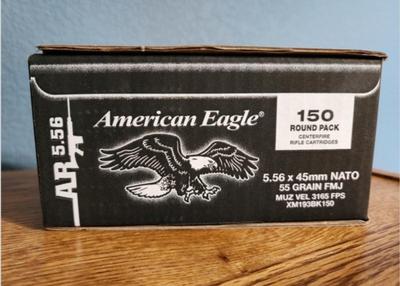 AR 5.56
American Eagle®
150
ROUND PACK
CENTERFIRE
RIFLE CARTRIDGES
5.56 x 45mm NATO
55 GRAIN FMJ
MUZ VEL 3165 FPS
XM193BK150